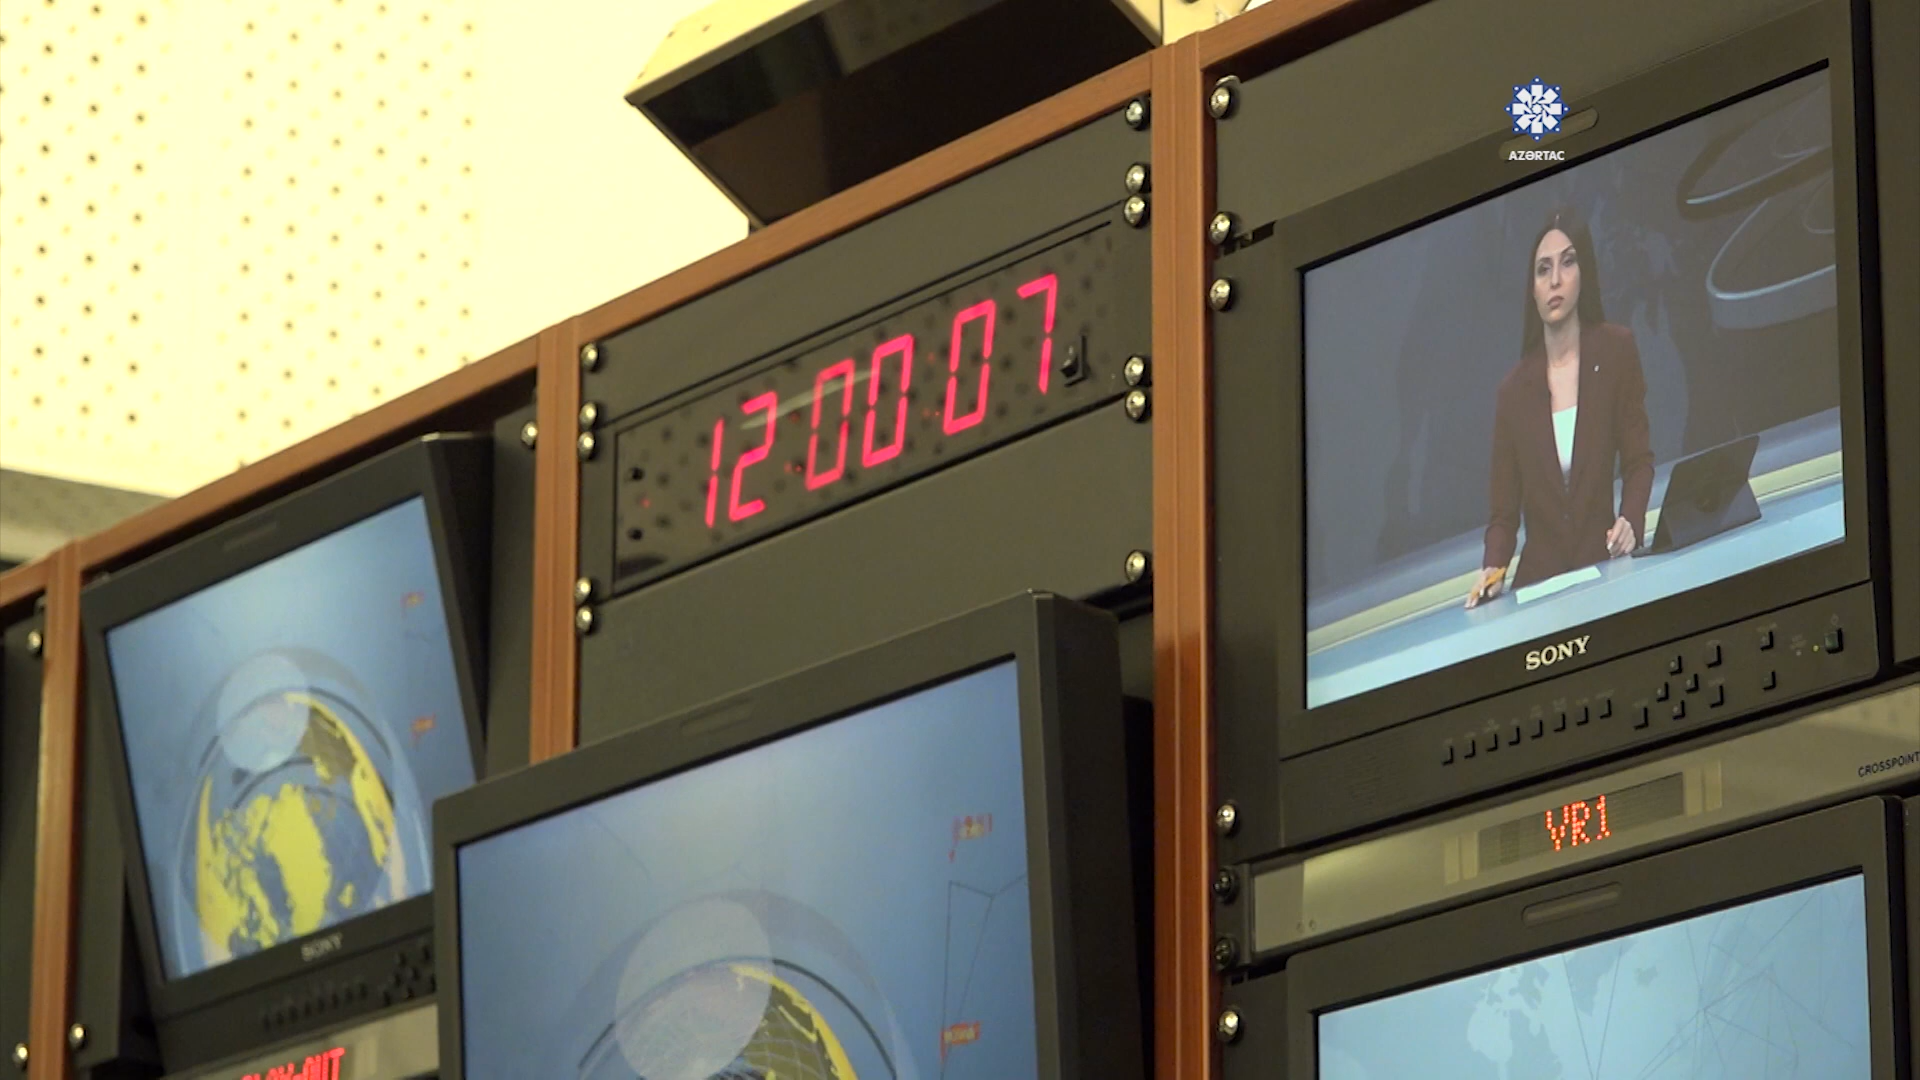 AZƏRTAC
12 00 07
SONY
CROSSPOINT
VR1
SONY